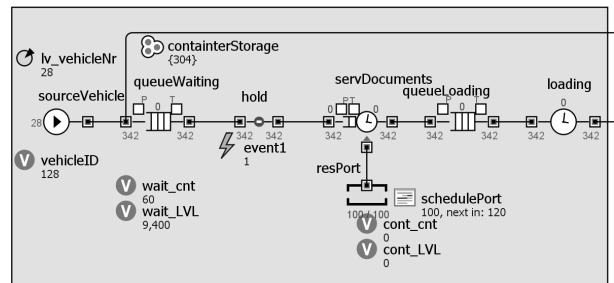 containterStorage
{304}
lv_vehicleNr
28
sourceVehicle
queueWaiting
hold
servDocuments
queueLoading
loading
P 0 T
0 PT 0
P 0 T
0
28
342 342 342 342 342 342 342 342 342 342 342
event1
1
vehicleID
128
resPort
wait_cnt
60
wait_LVL
9,400
100 / 100
schedulePort
100, next in: 120
cont_cnt
0
cont_LVL
0